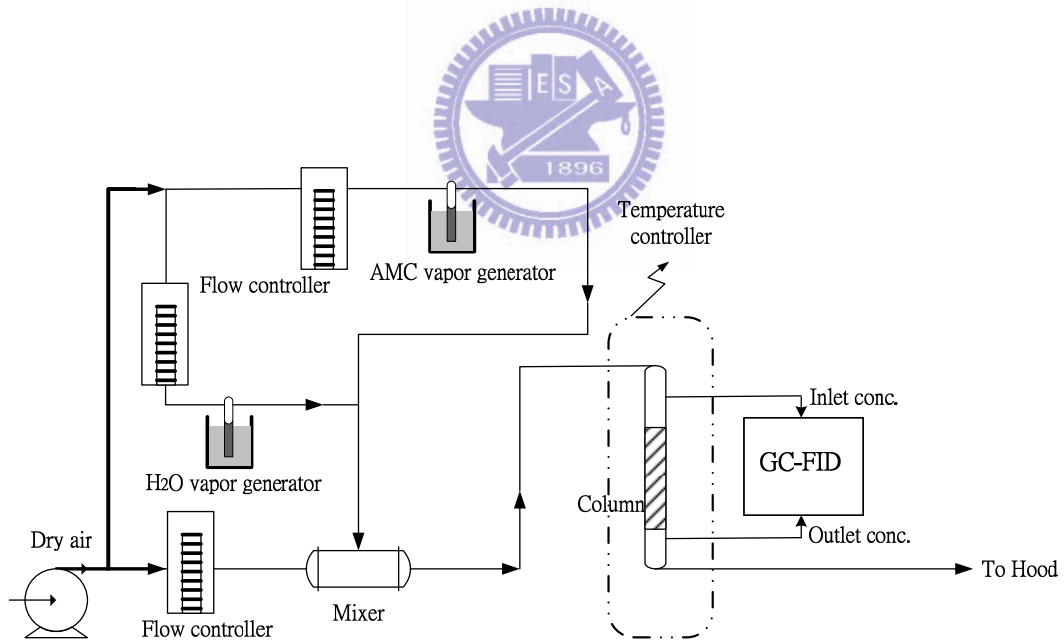 E S A
1896
Temperature
controller
Flow controller
AMC vapor generator
H2O vapor generator
Inlet conc.
GC-FID
Column
Outlet conc.
Dry air
Mixer
To Hood
Flow controller